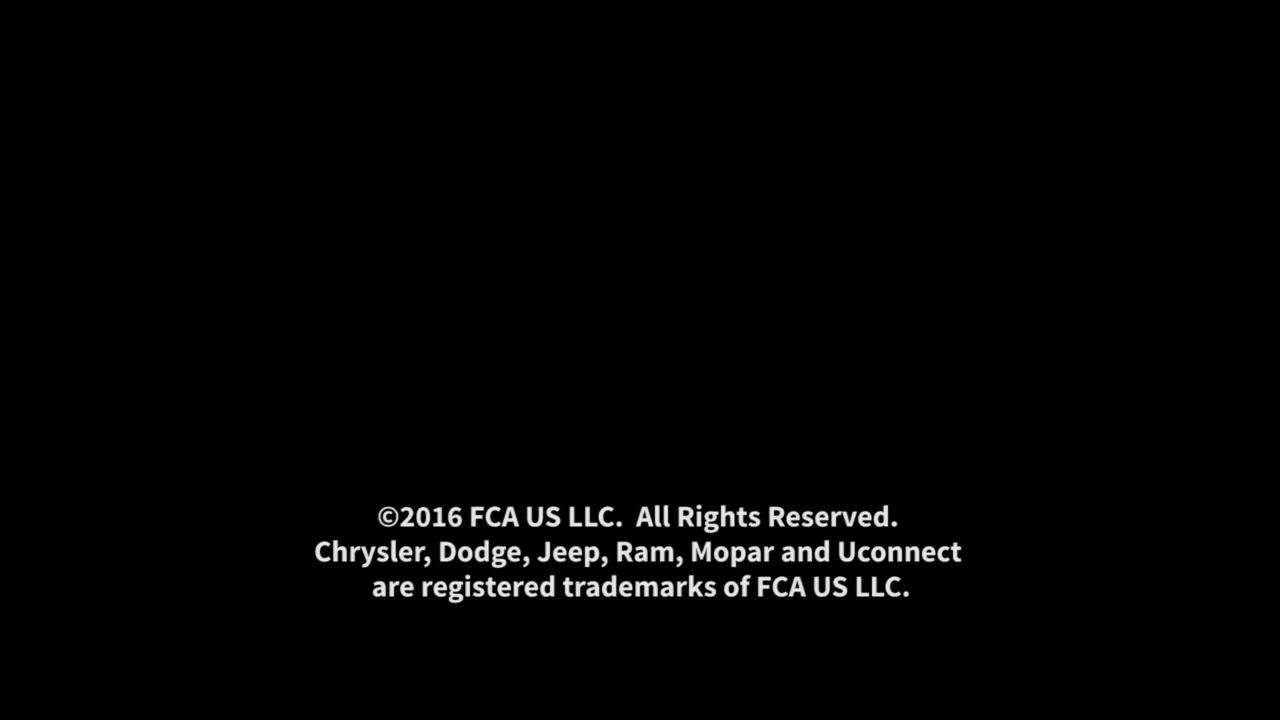 ©2016 FCA US LLC.  All Rights Reserved.
Chrysler, Dodge, Jeep, Ram, Mopar and Uconnect
are registered trademarks of FCA US LLC.